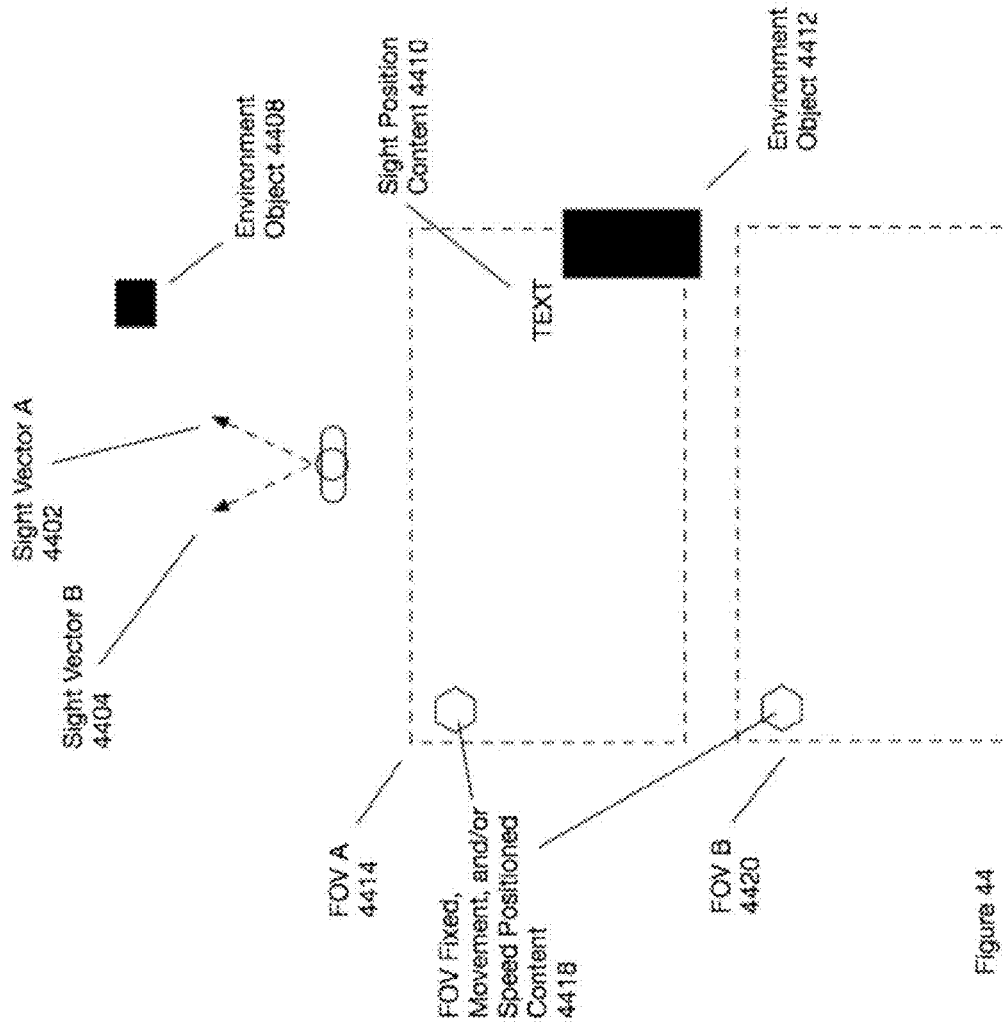 Sight Vector A
4402
Sight Vector B
4404
Environment
Object 4408
FOV A
4414
Sight Position
Content 4410
TEXT
FOV Fixed,
Movement, and/or
Speed Positioned
Content
4418
Environment
Object 4412
FOV B
4420
Figure 44